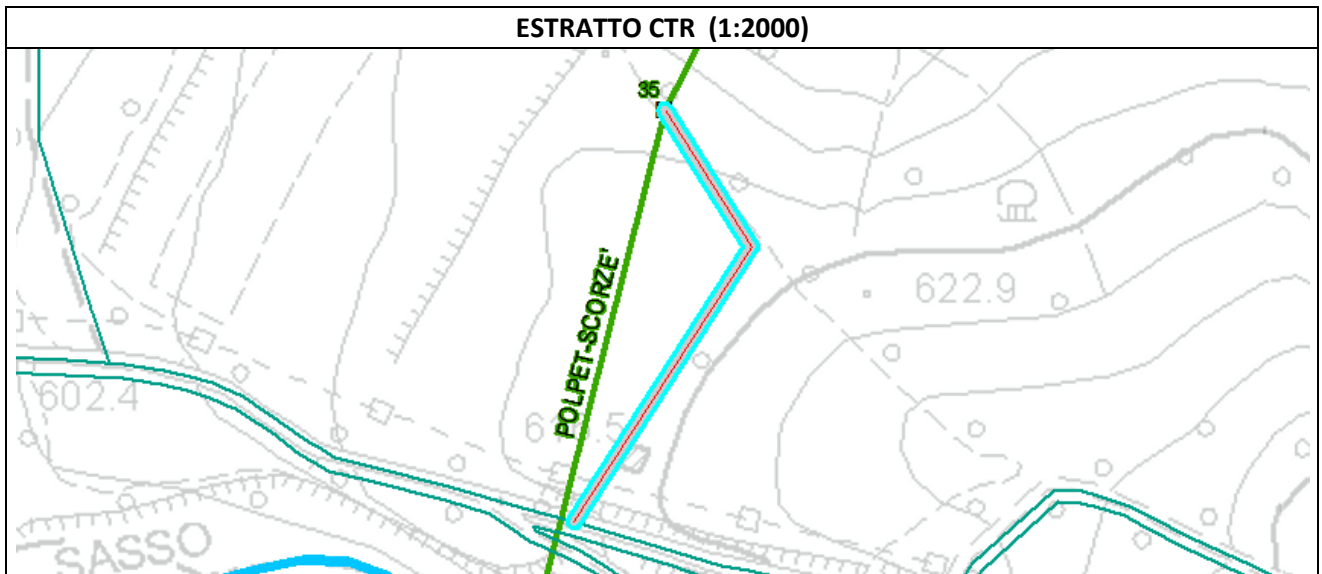 ESTRATTO CTR (1:2000)
35
POLPET-SCORZE'
622.9
602.4
SASSO